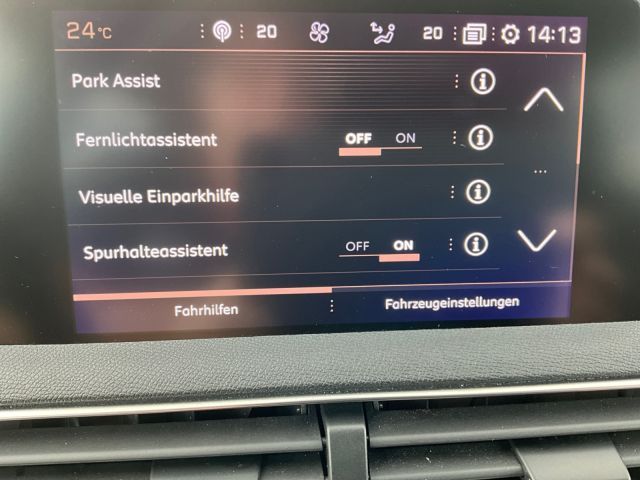 24°C 20 20 14:13
Park Assist
Fernlichtassistent OFF ON
Visuelle Einparkhilfe
Spurhalteassistent OFF ON
Fahrhilfen Fahrzeugeinstellungen